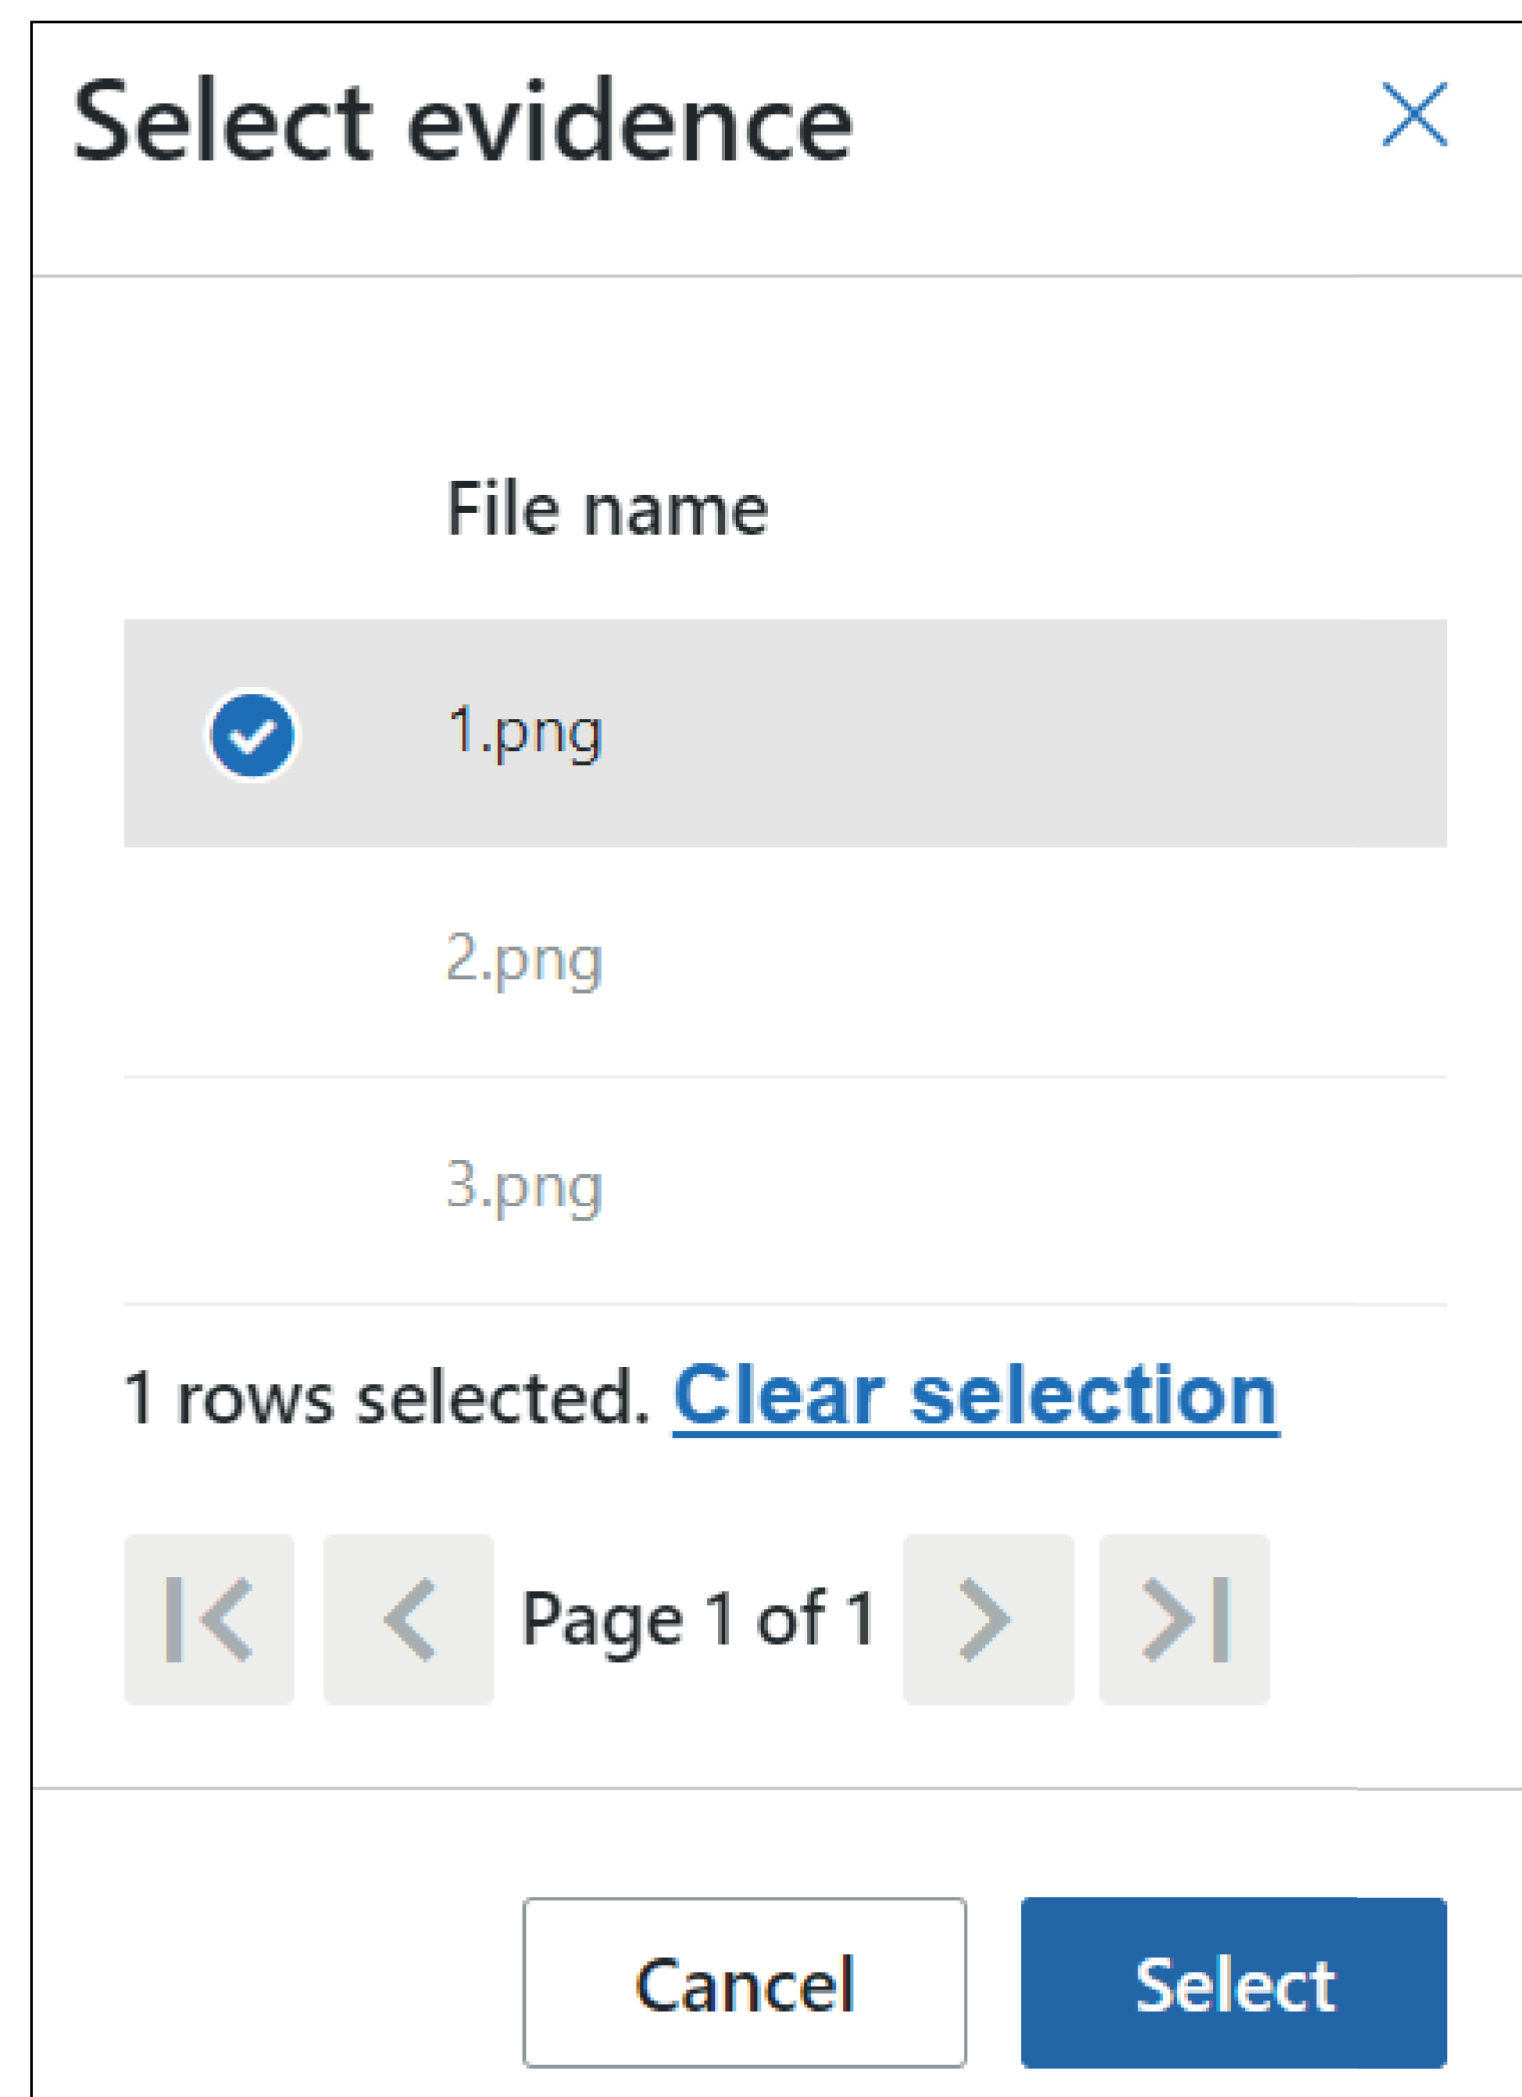 Select evidence
File name
1.png
2.png
3.png
1 rows selected. Clear selection
Page 1 of 1
Cancel Select